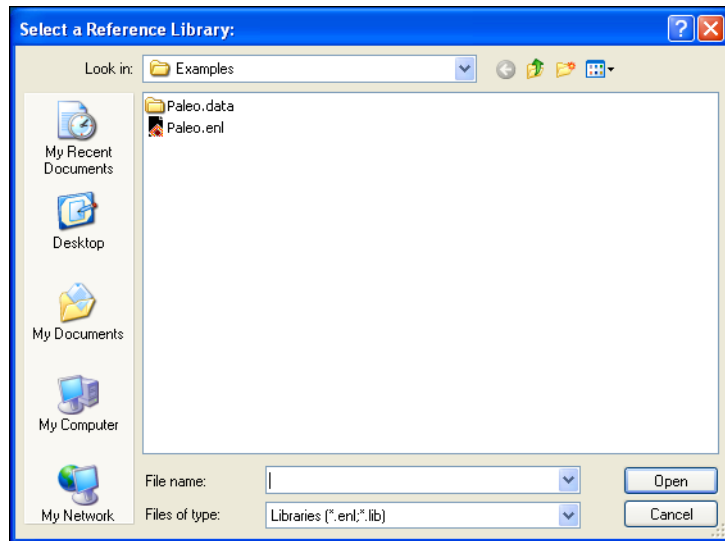 Select a Reference Library:
Look in: Examples
Paleo.data
Paleo.enl
My Recent
Documents
Desktop
My Documents
My Computer
My Network
File name:
Open
Files of type: Libraries (*.enl;*.lib)
Cancel